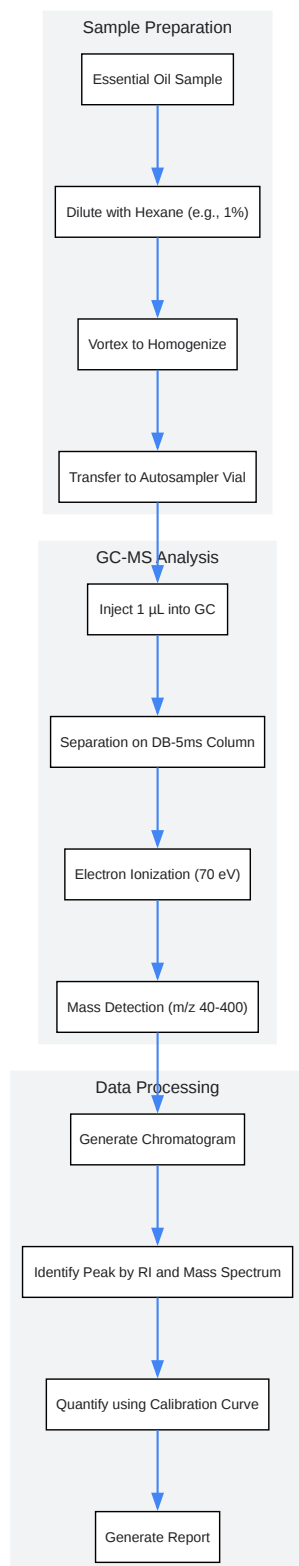 Sample Preparation
Essential Oil Sample
Dilute with Hexane (e.g., 1%)
Vortex to Homogenize
Transfer to Autosampler Vial
GC-MS Analysis
Inject 1 µL into GC
Separation on DB-5ms Column
Electron Ionization (70 eV)
Mass Detection (m/z 40-400)
Data Processing
Generate Chromatogram
Identify Peak by RI and Mass Spectrum
Quantify using Calibration Curve
Generate Report